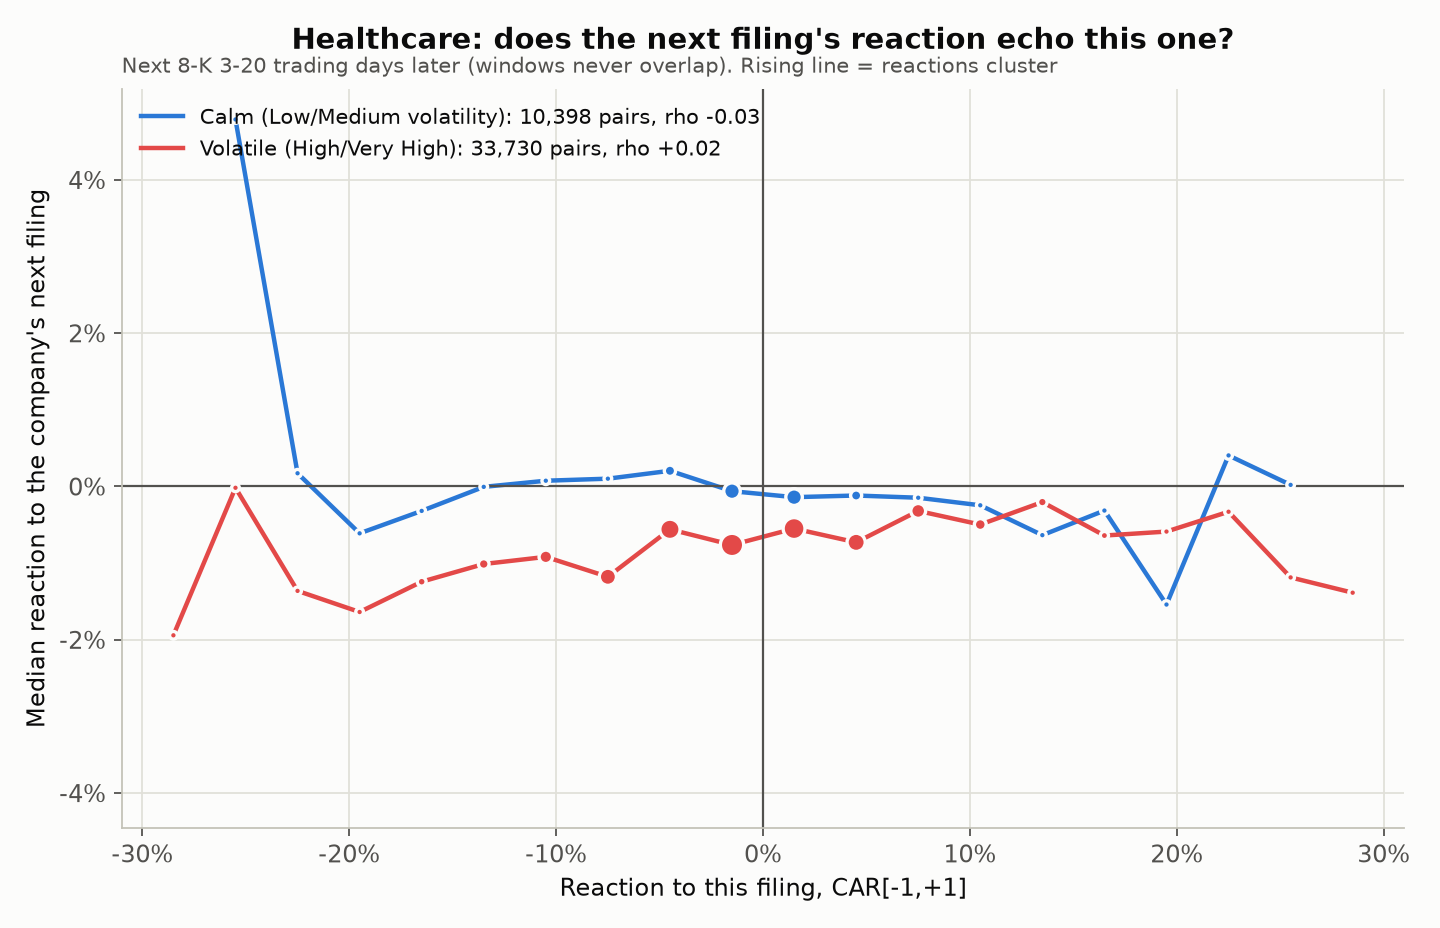 Healthcare: does the next filing's reaction echo this one?
Next 8-K 3-20 trading days later (windows never overlap). Rising line = reactions cluster
Calm (Low/Medium volatility): 10,398 pairs, rho -0.03
Volatile (High/Very High): 33,730 pairs, rho +0.02
Median reaction to the company's next filing
4%
2%
0%
-2%
-4%
-30%
-20%
-10%
0%
10%
20%
30%
Reaction to this filing, CAR[-1,+1]